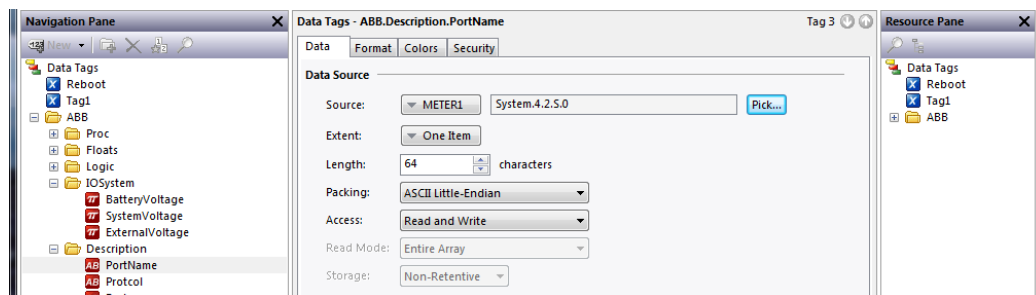 Navigation Pane
New
Data Tags
Reboot
Tag1
ABB
Proc
Floats
Logic
IOSystem
BatteryVoltage
SystemVoltage
ExternalVoltage
Description
PortName
Protcol
Data Tags - ABB.Description.PortName
Tag 3
Data
Format
Colors
Security
Data Source
Source:
METER1
System.4.2.S.0
Pick...
Extent:
One Item
Length:
64
characters
Packing:
ASCII Little-Endian
Access:
Read and Write
Read Mode:
Entire Array
Storage:
Non-Retentive
Resource Pane
Data Tags
Reboot
Tag1
ABB